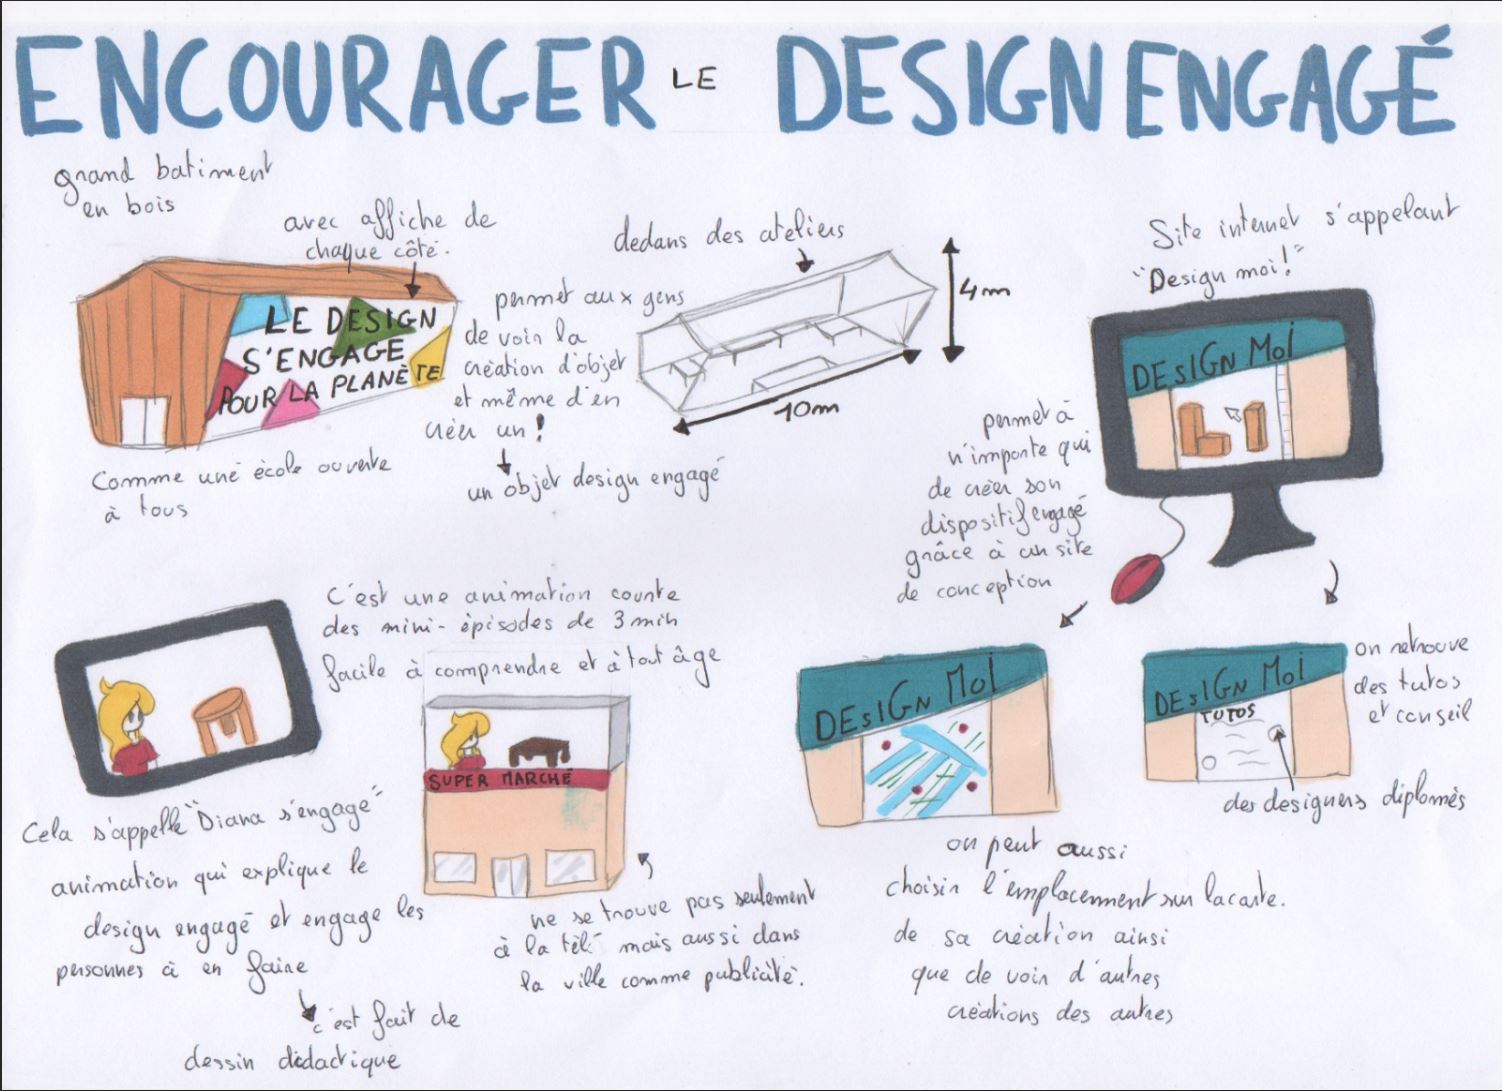 ENCOURAGER LE DESIGN ENGAGÉ
grand batiment
en bois
avec affiche de
chaque côté.
LE DESIGN
S'ENGAGE
POUR LA PLANÈTE
Comme une école ouverte
à tous
permet aux gens
de voir la
création d'objet
et même d'en
créer un!
un objet design engagé
dedans des ateliers
4m
10m
Site internet s'appelant
"Design moi!"
DESIGN MOI
permet à
n'importe qui
de créer son
dispositif engagé
grâce à un site
de conception
C'est une animation courte
des mini-épisodes de 3 min
facile à comprendre et à tout âge
Cela s'appelle "Diana s'engage"
animation qui explique le
design engagé et engage les
personnes à en faire
c'est fait de
dessin didactique
SUPER MARCHÉ
ne se trouve pas seulement
à la télé mais aussi dans
la ville comme publicité.
DESIGN MOI
on peut aussi
choisir l'emplacement sur la carte.
de sa création ainsi
que de voir d'autres
créations des autres
DESIGN MOI
TUTOS
on retrouve
des tutos
et conseil
des designers diplomés